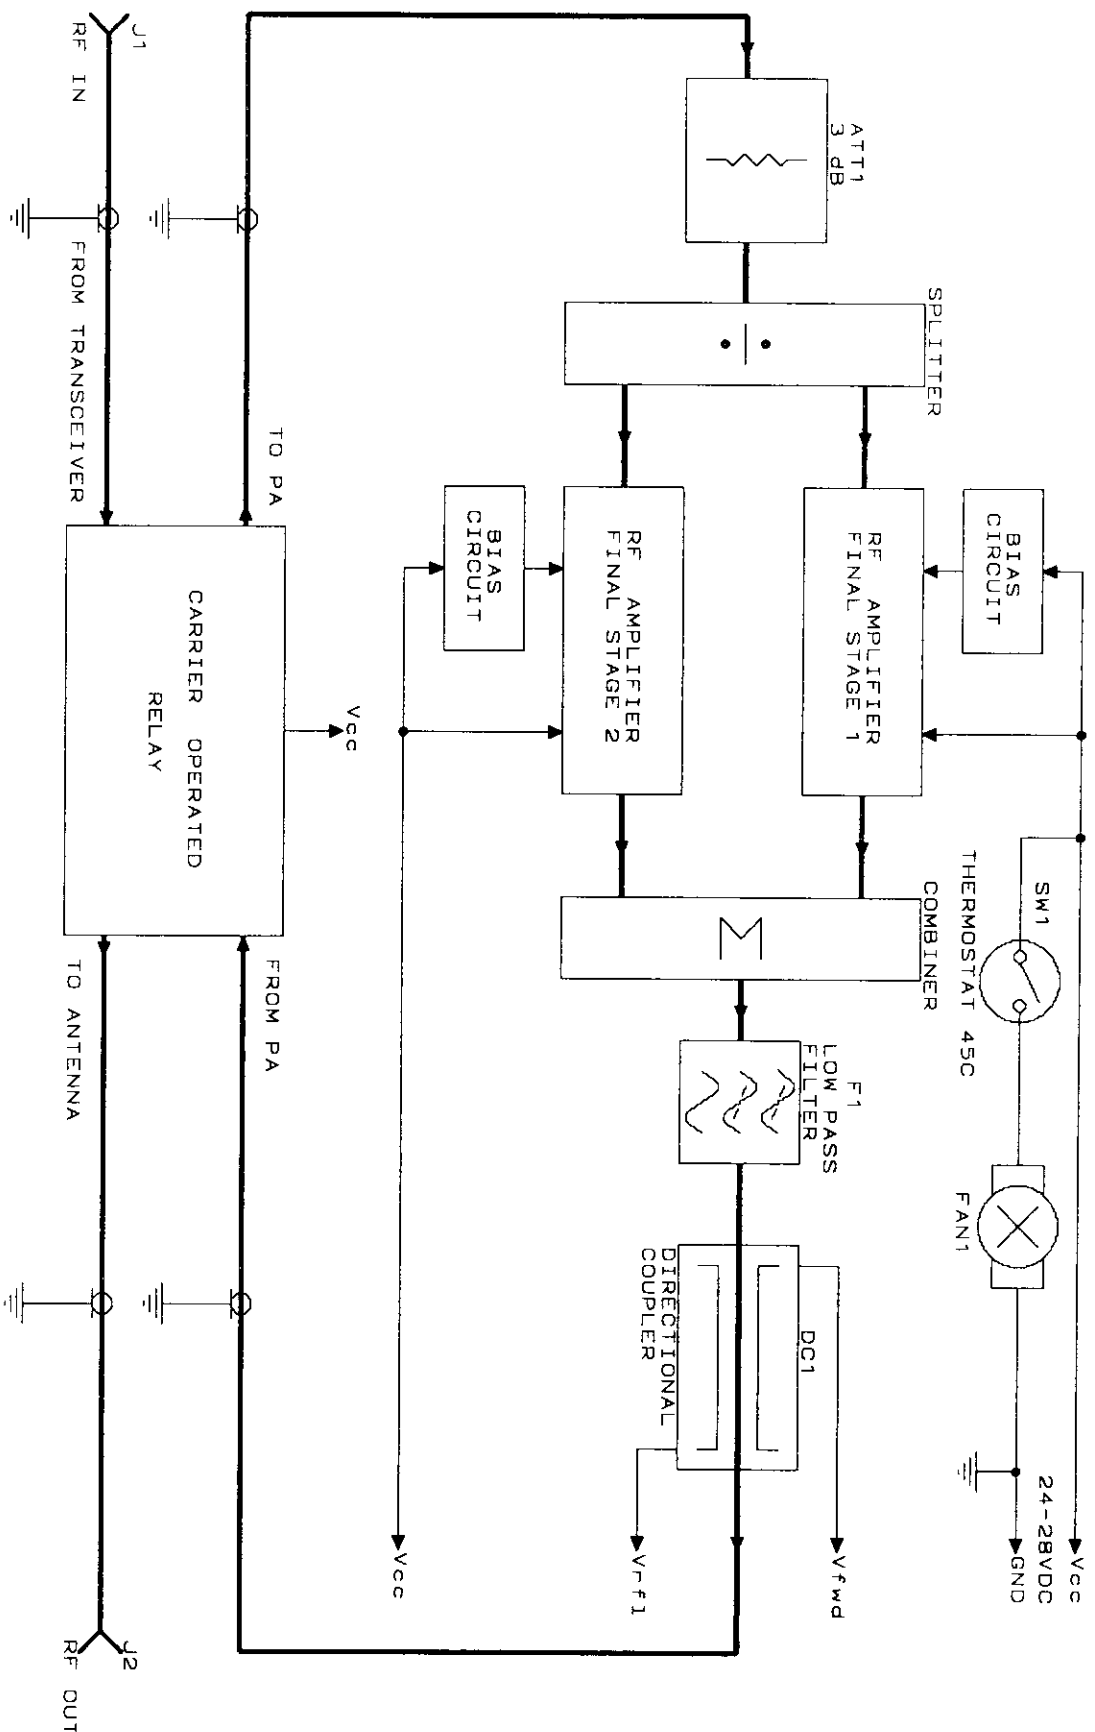 24-28VDC
Vcc
GND
SW1
THERMOSTAT 45C
FAN1
BIAS
CIRCUIT
ATT1
3 dB
SPLITTER
RF AMPLIFIER
FINAL STAGE 1
COMBINER
F1
LOW PASS
FILTER
DC1
Vfwd
RF AMPLIFIER
FINAL STAGE 2
DIRECTIONAL
COUPLER
Vrfl
BIAS
CIRCUIT
Vcc
Vcc
TO PA
FROM PA
CARRIER OPERATED
RELAY
J1
RF IN
FROM TRANSCEIVER
TO ANTENNA
J2
RF OUT